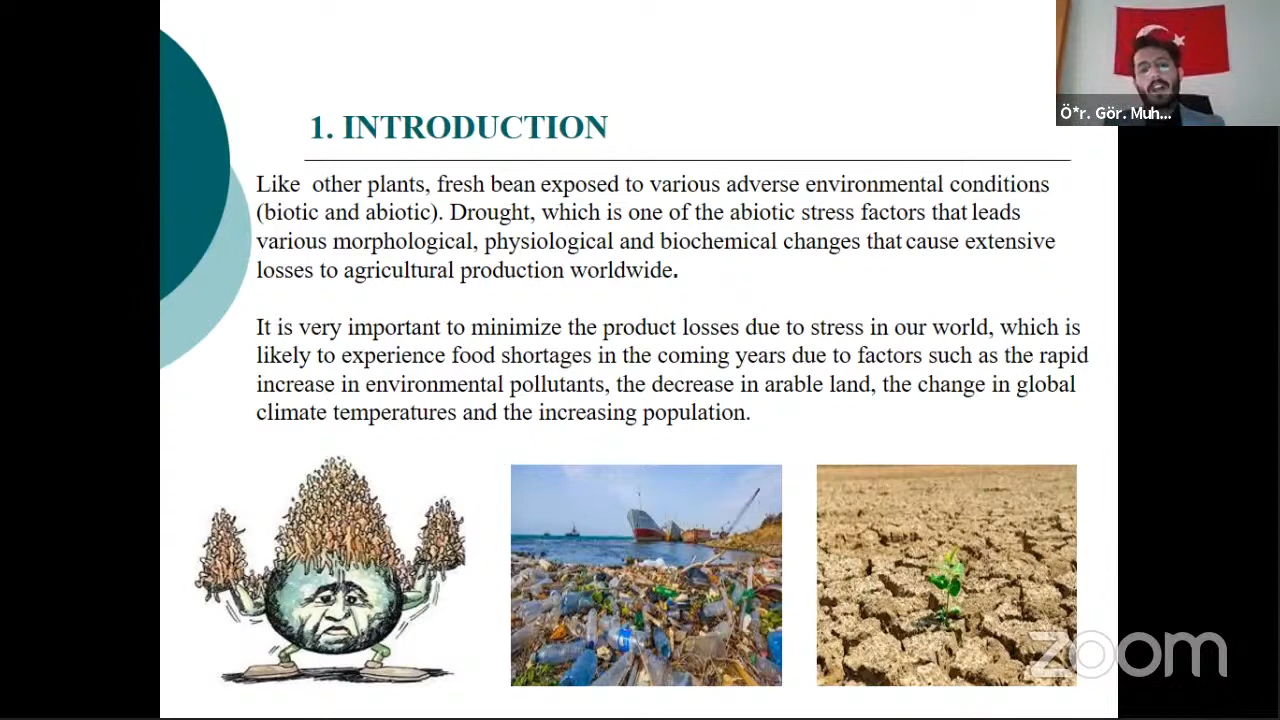 Ö*r. Gör. Muh...
1. INTRODUCTION
Like other plants, fresh bean exposed to various adverse environmental conditions
(biotic and abiotic). Drought, which is one of the abiotic stress factors that leads
various morphological, physiological and biochemical changes that cause extensive
losses to agricultural production worldwide.
It is very important to minimize the product losses due to stress in our world, which is
likely to experience food shortages in the coming years due to factors such as the rapid
increase in environmental pollutants, the decrease in arable land, the change in global
climate temperatures and the increasing population.
zoom